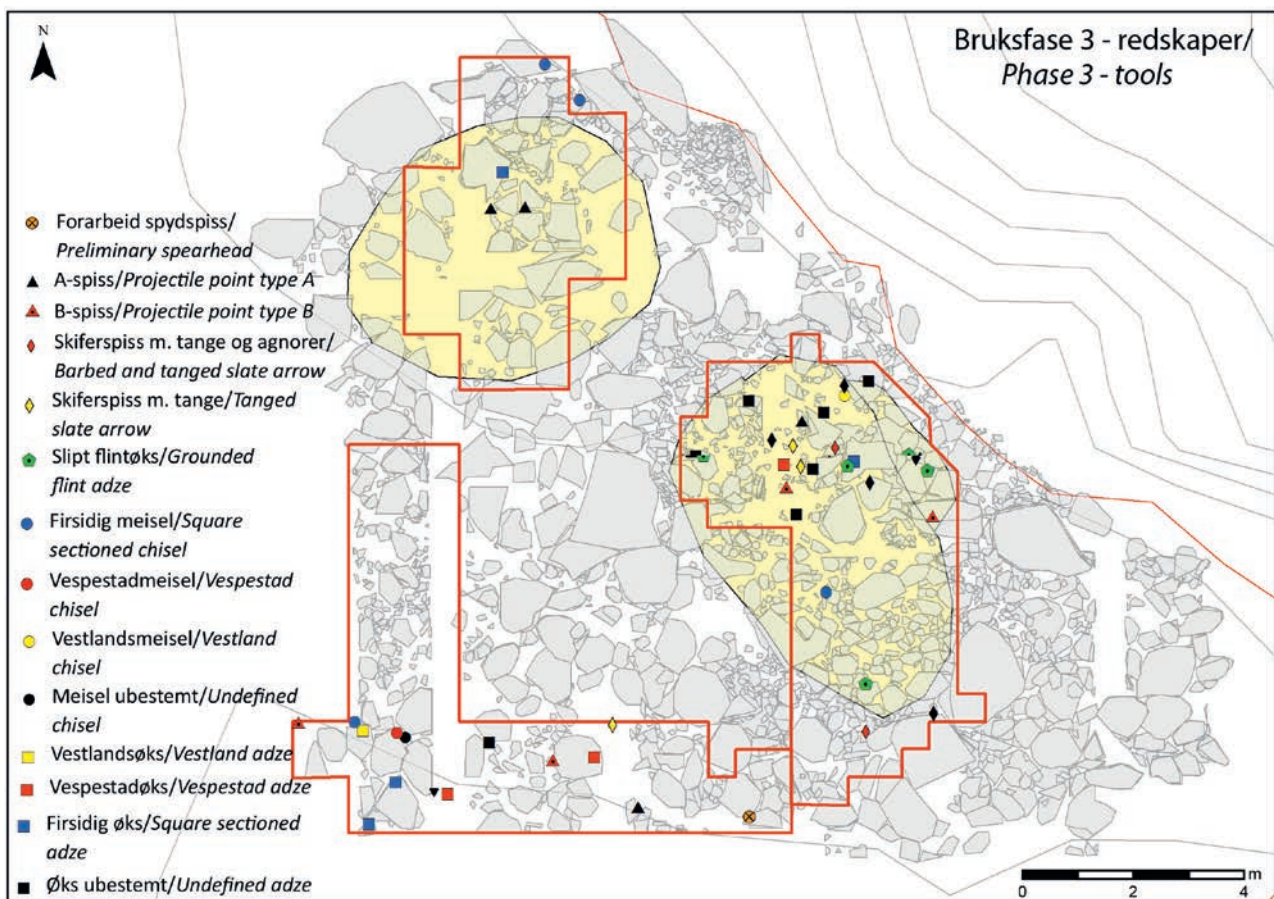 N
Bruksfase 3 - redskaper/
Phase 3 - tools
Forarbeid spydspiss/
Preliminary spearhead
A-spiss/Projectile point type A
B-spiss/Projectile point type B
Skiferspiss m. tange og agnorer/
Barbed and tanged slate arrow
Skiferspiss m. tange/Tanged
slate arrow
Slipt flintøks/Grounded
flint adze
Firsidig meisel/Square
sectioned chisel
Vespestadmeisel/Vespestad
chisel
Vestlandsmeisel/Vestland
chisel
Meisel ubestemt/Undefined
chisel
Vestlandsøks/Vestland adze
Vespestadøks/Vespestad adze
Firsidig øks/Square sectioned
adze
Øks ubestemt/Undefined adze
m
0 2 4